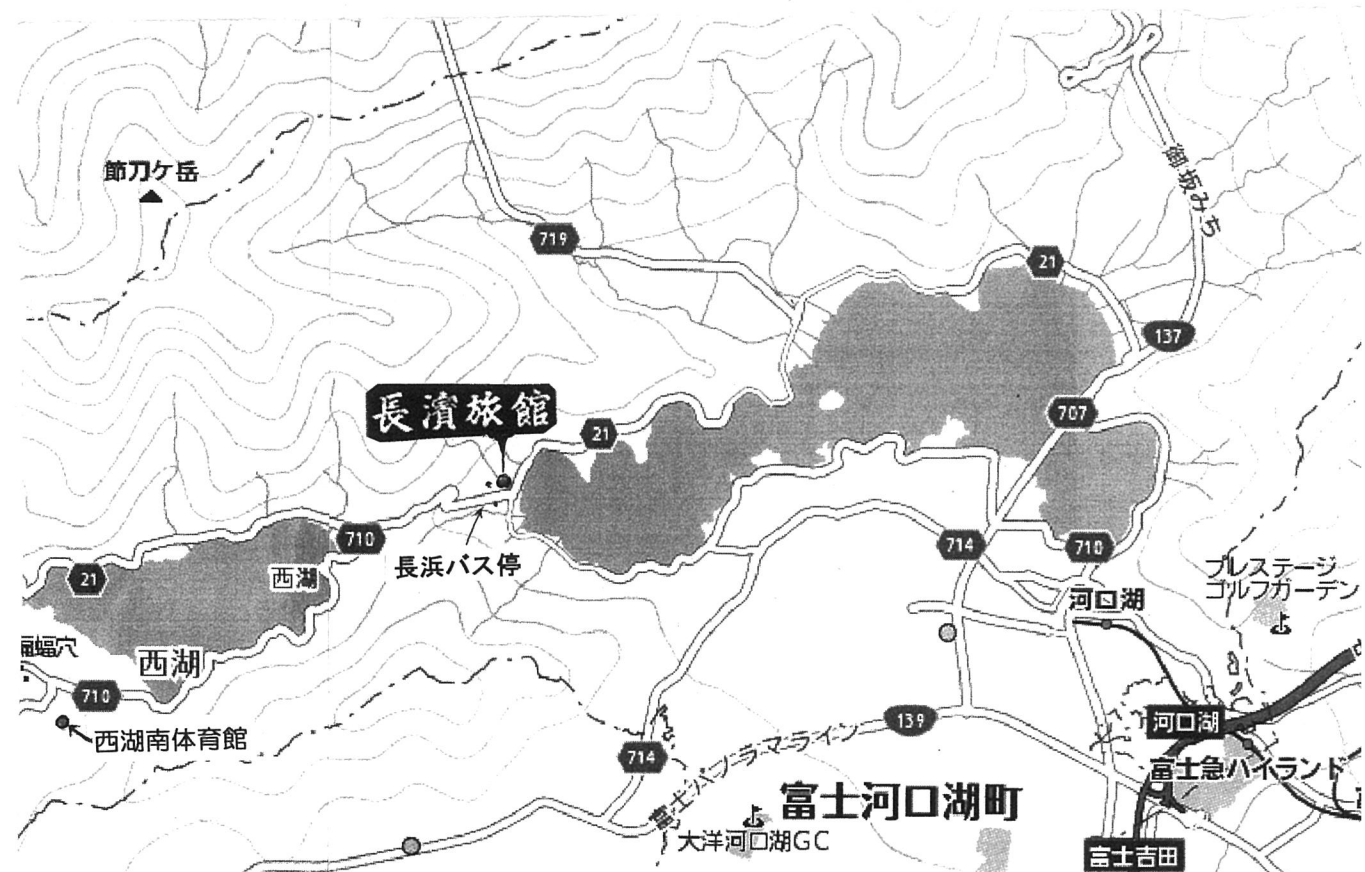 節刀ケ岳
御坂みち
719
21
137
長濱旅館
707
21
714
710
710
長浜バス停
西湖
プレステージ
ゴルフガーデン
21
河口湖
蝠穴
西湖
710
西湖南体育館
139
河口湖
714
富士パノラマライン
富士急ハイランド
富士河口湖町
大洋河口湖GC
富士吉田